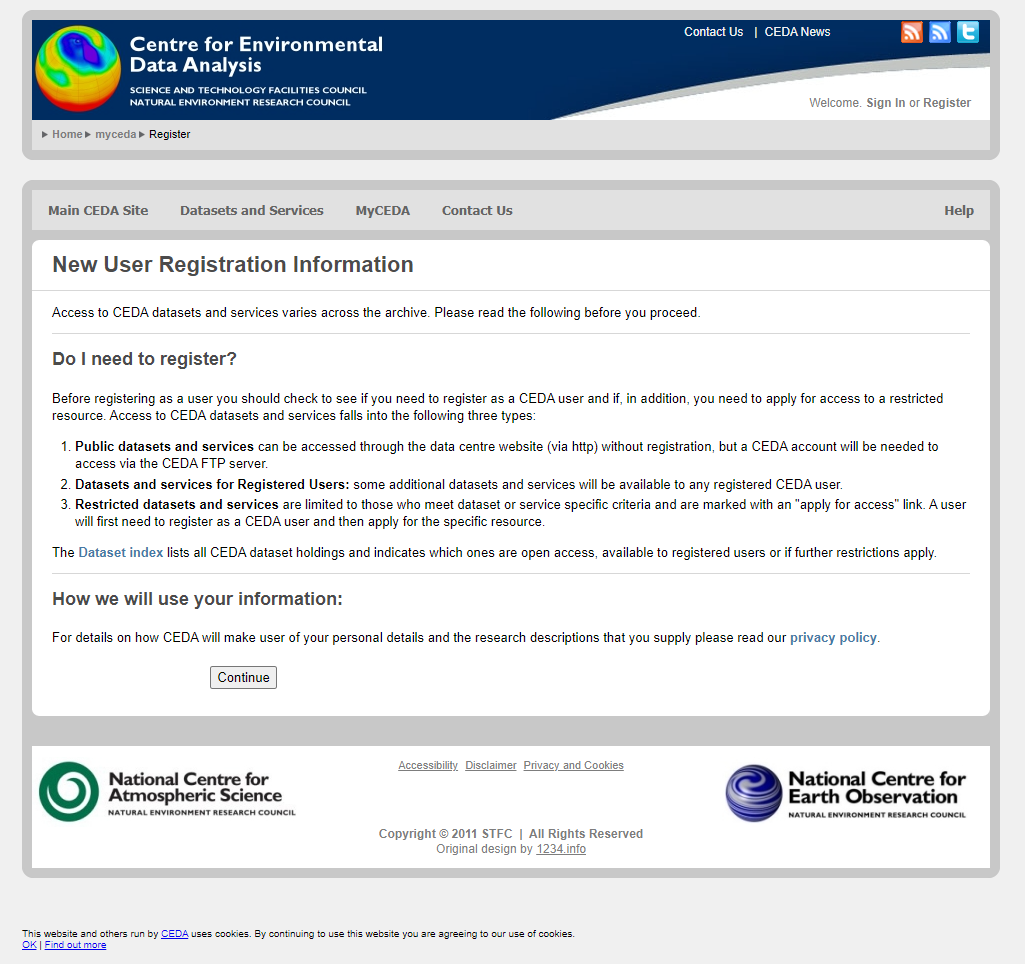 Centre for Environmental
Data Analysis
SCIENCE AND TECHNOLOGY FACILITIES COUNCIL
NATURAL ENVIRONMENT RESEARCH COUNCIL
Contact Us | CEDA News
Welcome. Sign In or Register
Home myceda Register
Main CEDA Site Datasets and Services MyCEDA Contact Us Help
New User Registration Information
Access to CEDA datasets and services varies across the archive. Please read the following before you proceed.
Do I need to register?
Before registering as a user you should check to see if you need to register as a CEDA user and if, in addition, you need to apply for access to a restricted
resource. Access to CEDA datasets and services falls into the following three types:
1. Public datasets and services can be accessed through the data centre website (via http) without registration, but a CEDA account will be needed to
access via the CEDA FTP server.
2. Datasets and services for Registered Users: some additional datasets and services will be available to any registered CEDA user.
3. Restricted datasets and services are limited to those who meet dataset or service specific criteria and are marked with an "apply for access" link. A user
will first need to register as a CEDA user and then apply for the specific resource.
The Dataset index lists all CEDA dataset holdings and indicates which ones are open access, available to registered users or if further restrictions apply.
How we will use your information:
For details on how CEDA will make user of your personal details and the research descriptions that you supply please read our privacy policy.
Continue
National Centre for
Atmospheric Science
NATURAL ENVIRONMENT RESEARCH COUNCIL
Accessibility Disclaimer Privacy and Cookies
Copyright © 2011 STFC | All Rights Reserved
Original design by 1234.info
National Centre for
Earth Observation
NATURAL ENVIRONMENT RESEARCH COUNCIL
This website and others run by CEDA uses cookies. By continuing to use this website you are agreeing to our use of cookies.
OK | Find out more